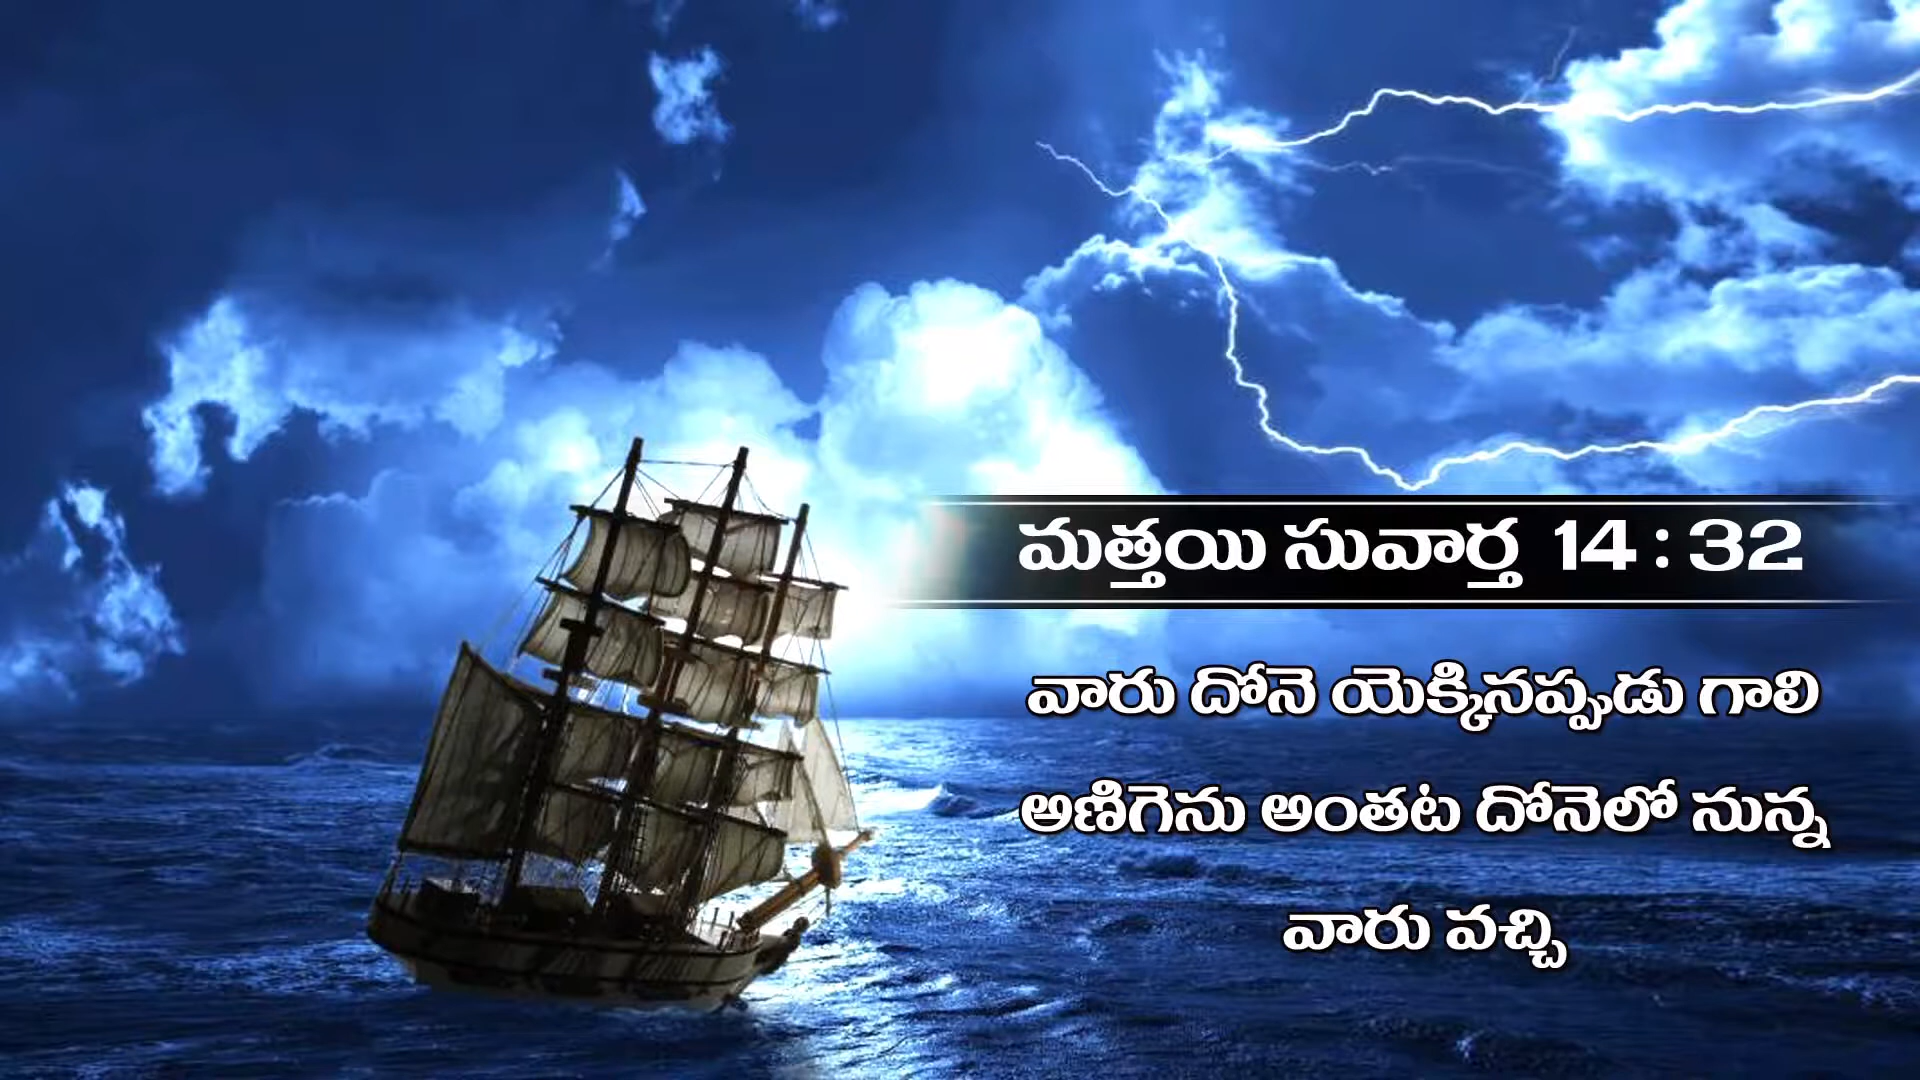 మత్తయి సువార్త 14 : 32
వారు దోనె యెక్కినప్పుడు గాలి
అణిగెను అంతట దోనెలో నున్న
వారు వచ్చి